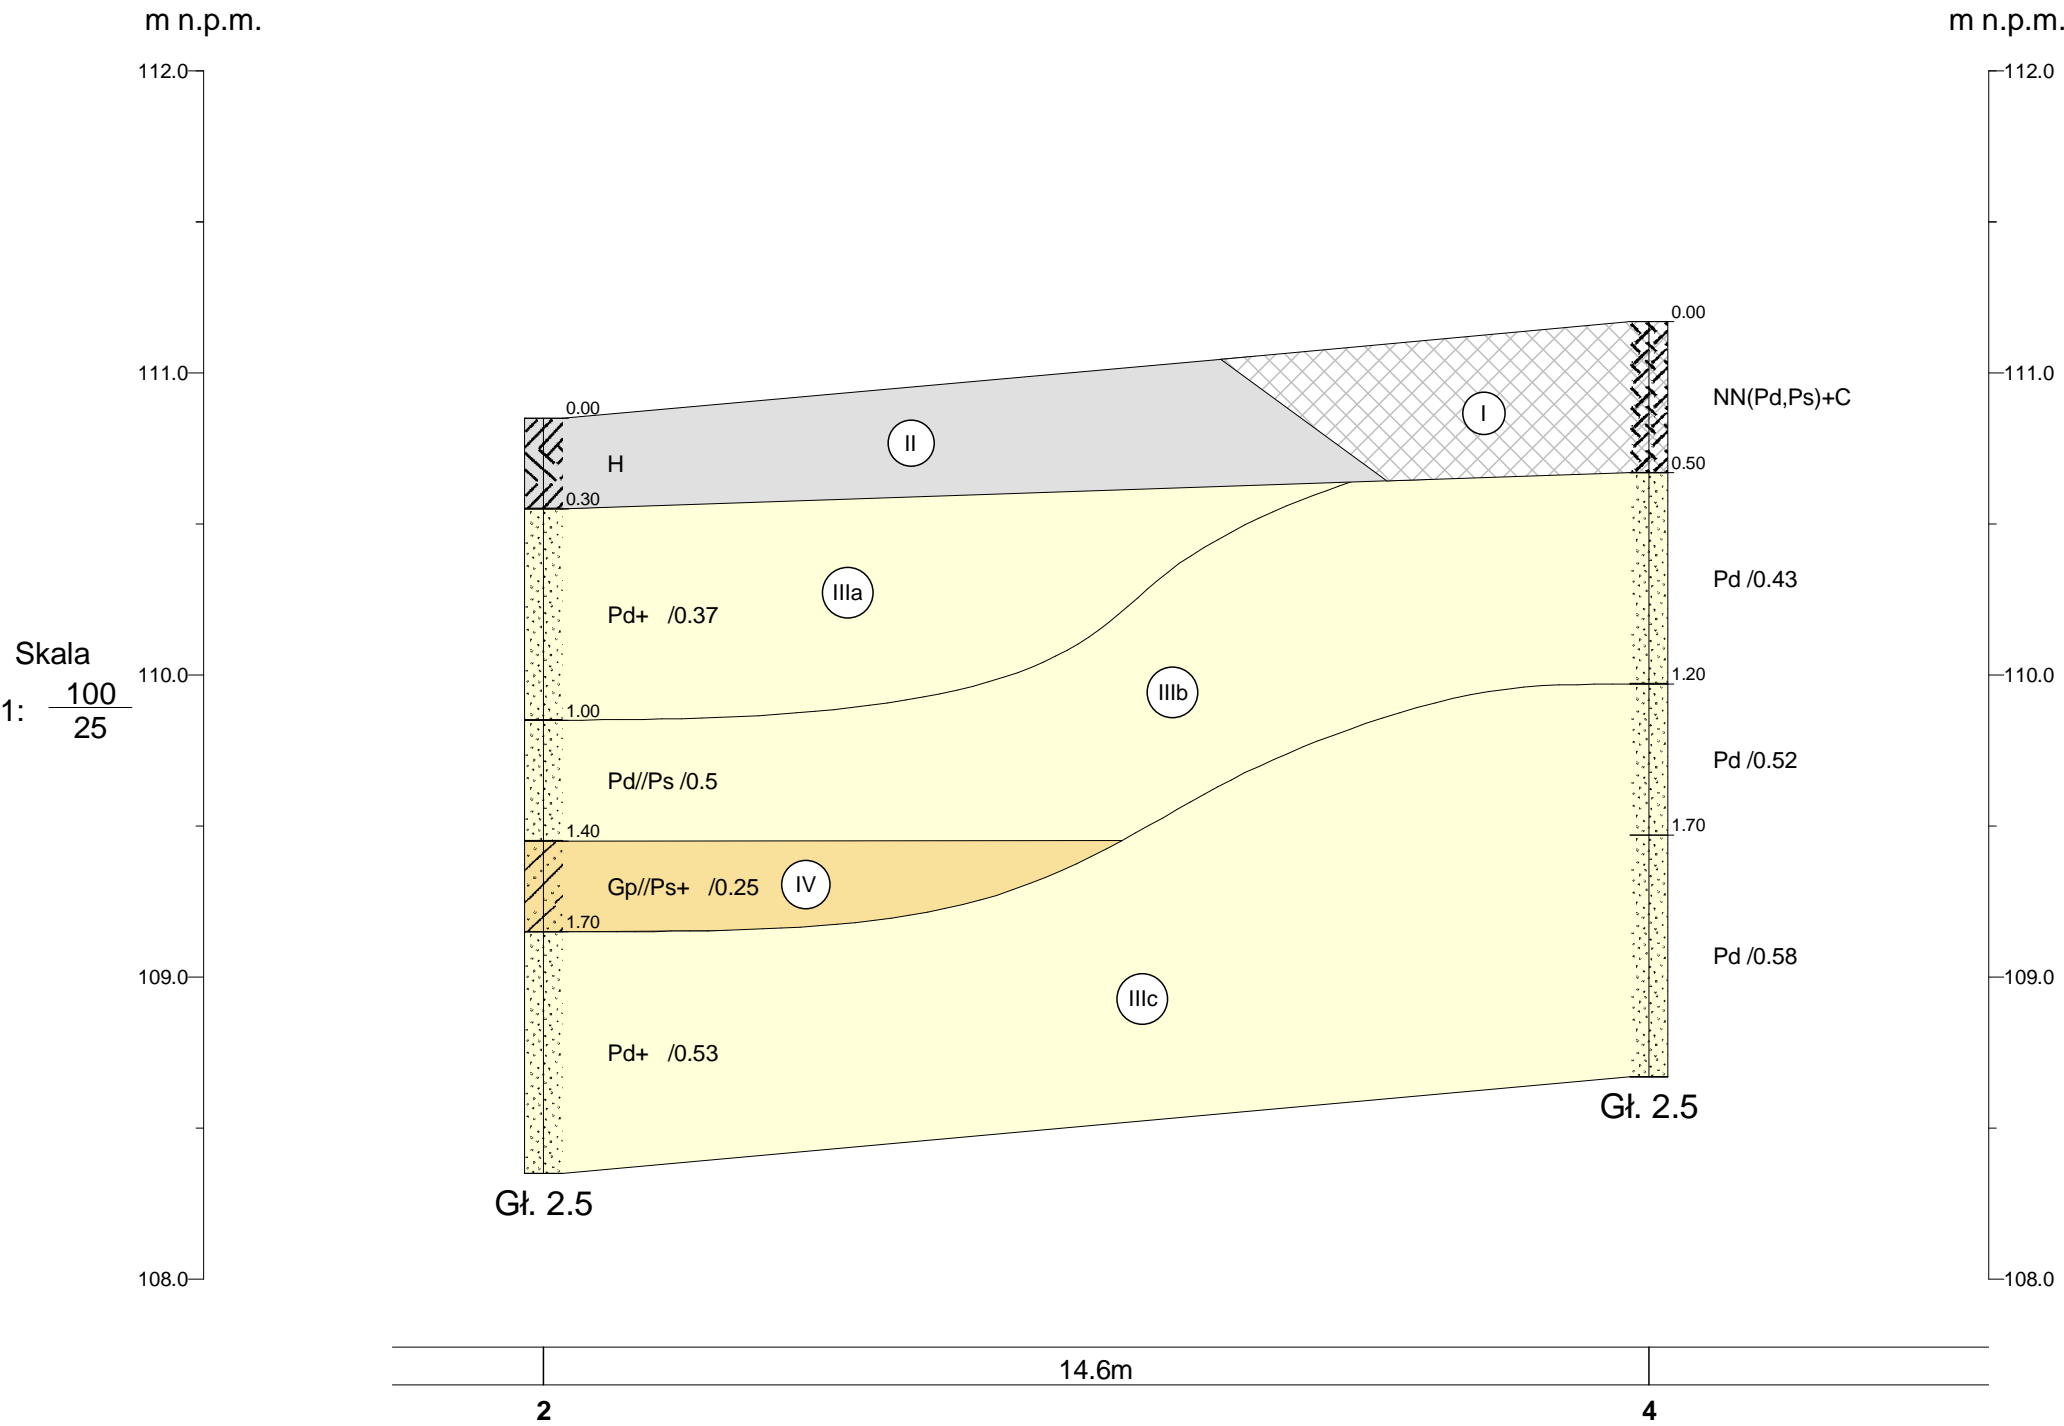 m n.p.m.
m n.p.m.
112.0
112.0
0.00
111.0
111.0
NN(Pd,Ps)+C
0.00
I
II
H
0.50
0.30
Pd /0.43
IIIa
Pd+ /0.37
Skala
1: 100
25
110.0
110.0
1.20
IIIb
1.00
Pd /0.52
Pd//Ps /0.5
1.70
1.40
Gp//Ps+ /0.25
IV
1.70
Pd /0.58
109.0
109.0
IIIc
Pd+ /0.53
Gł. 2.5
Gł. 2.5
108.0
108.0
14.6m
2
4